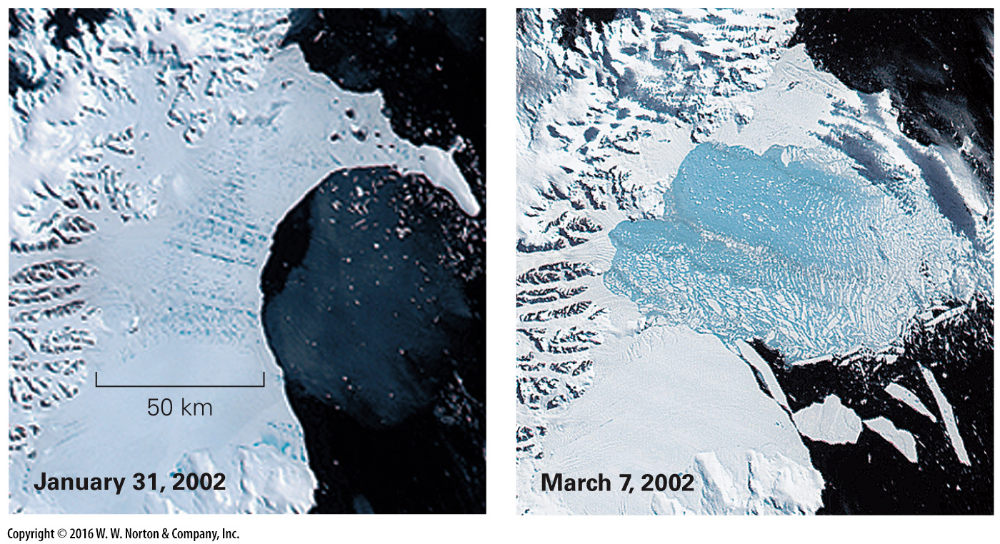 50 km
January 31, 2002
March 7, 2002
Copyright © 2016 W. W. Norton & Company, Inc.